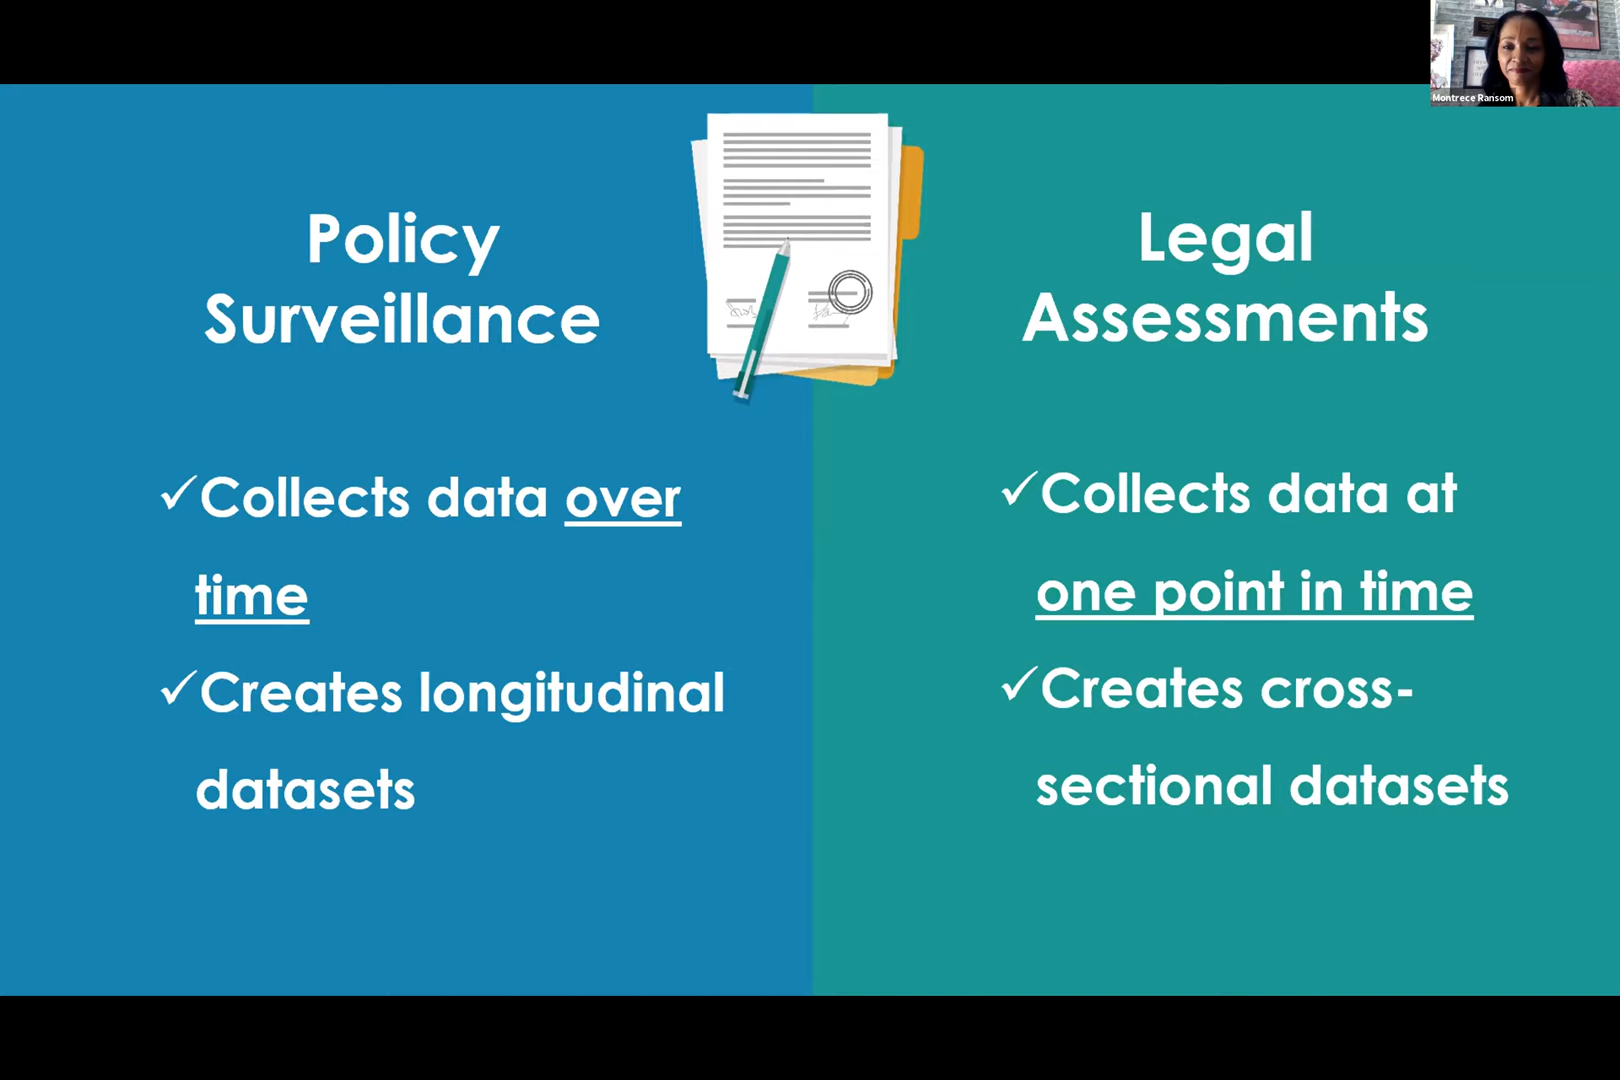 Montrece Ransom
Policy
Surveillance
✓Collects data over
time
✓Creates longitudinal
datasets
Legal
Assessments
✓Collects data at
one point in time
✓Creates cross-
sectional datasets